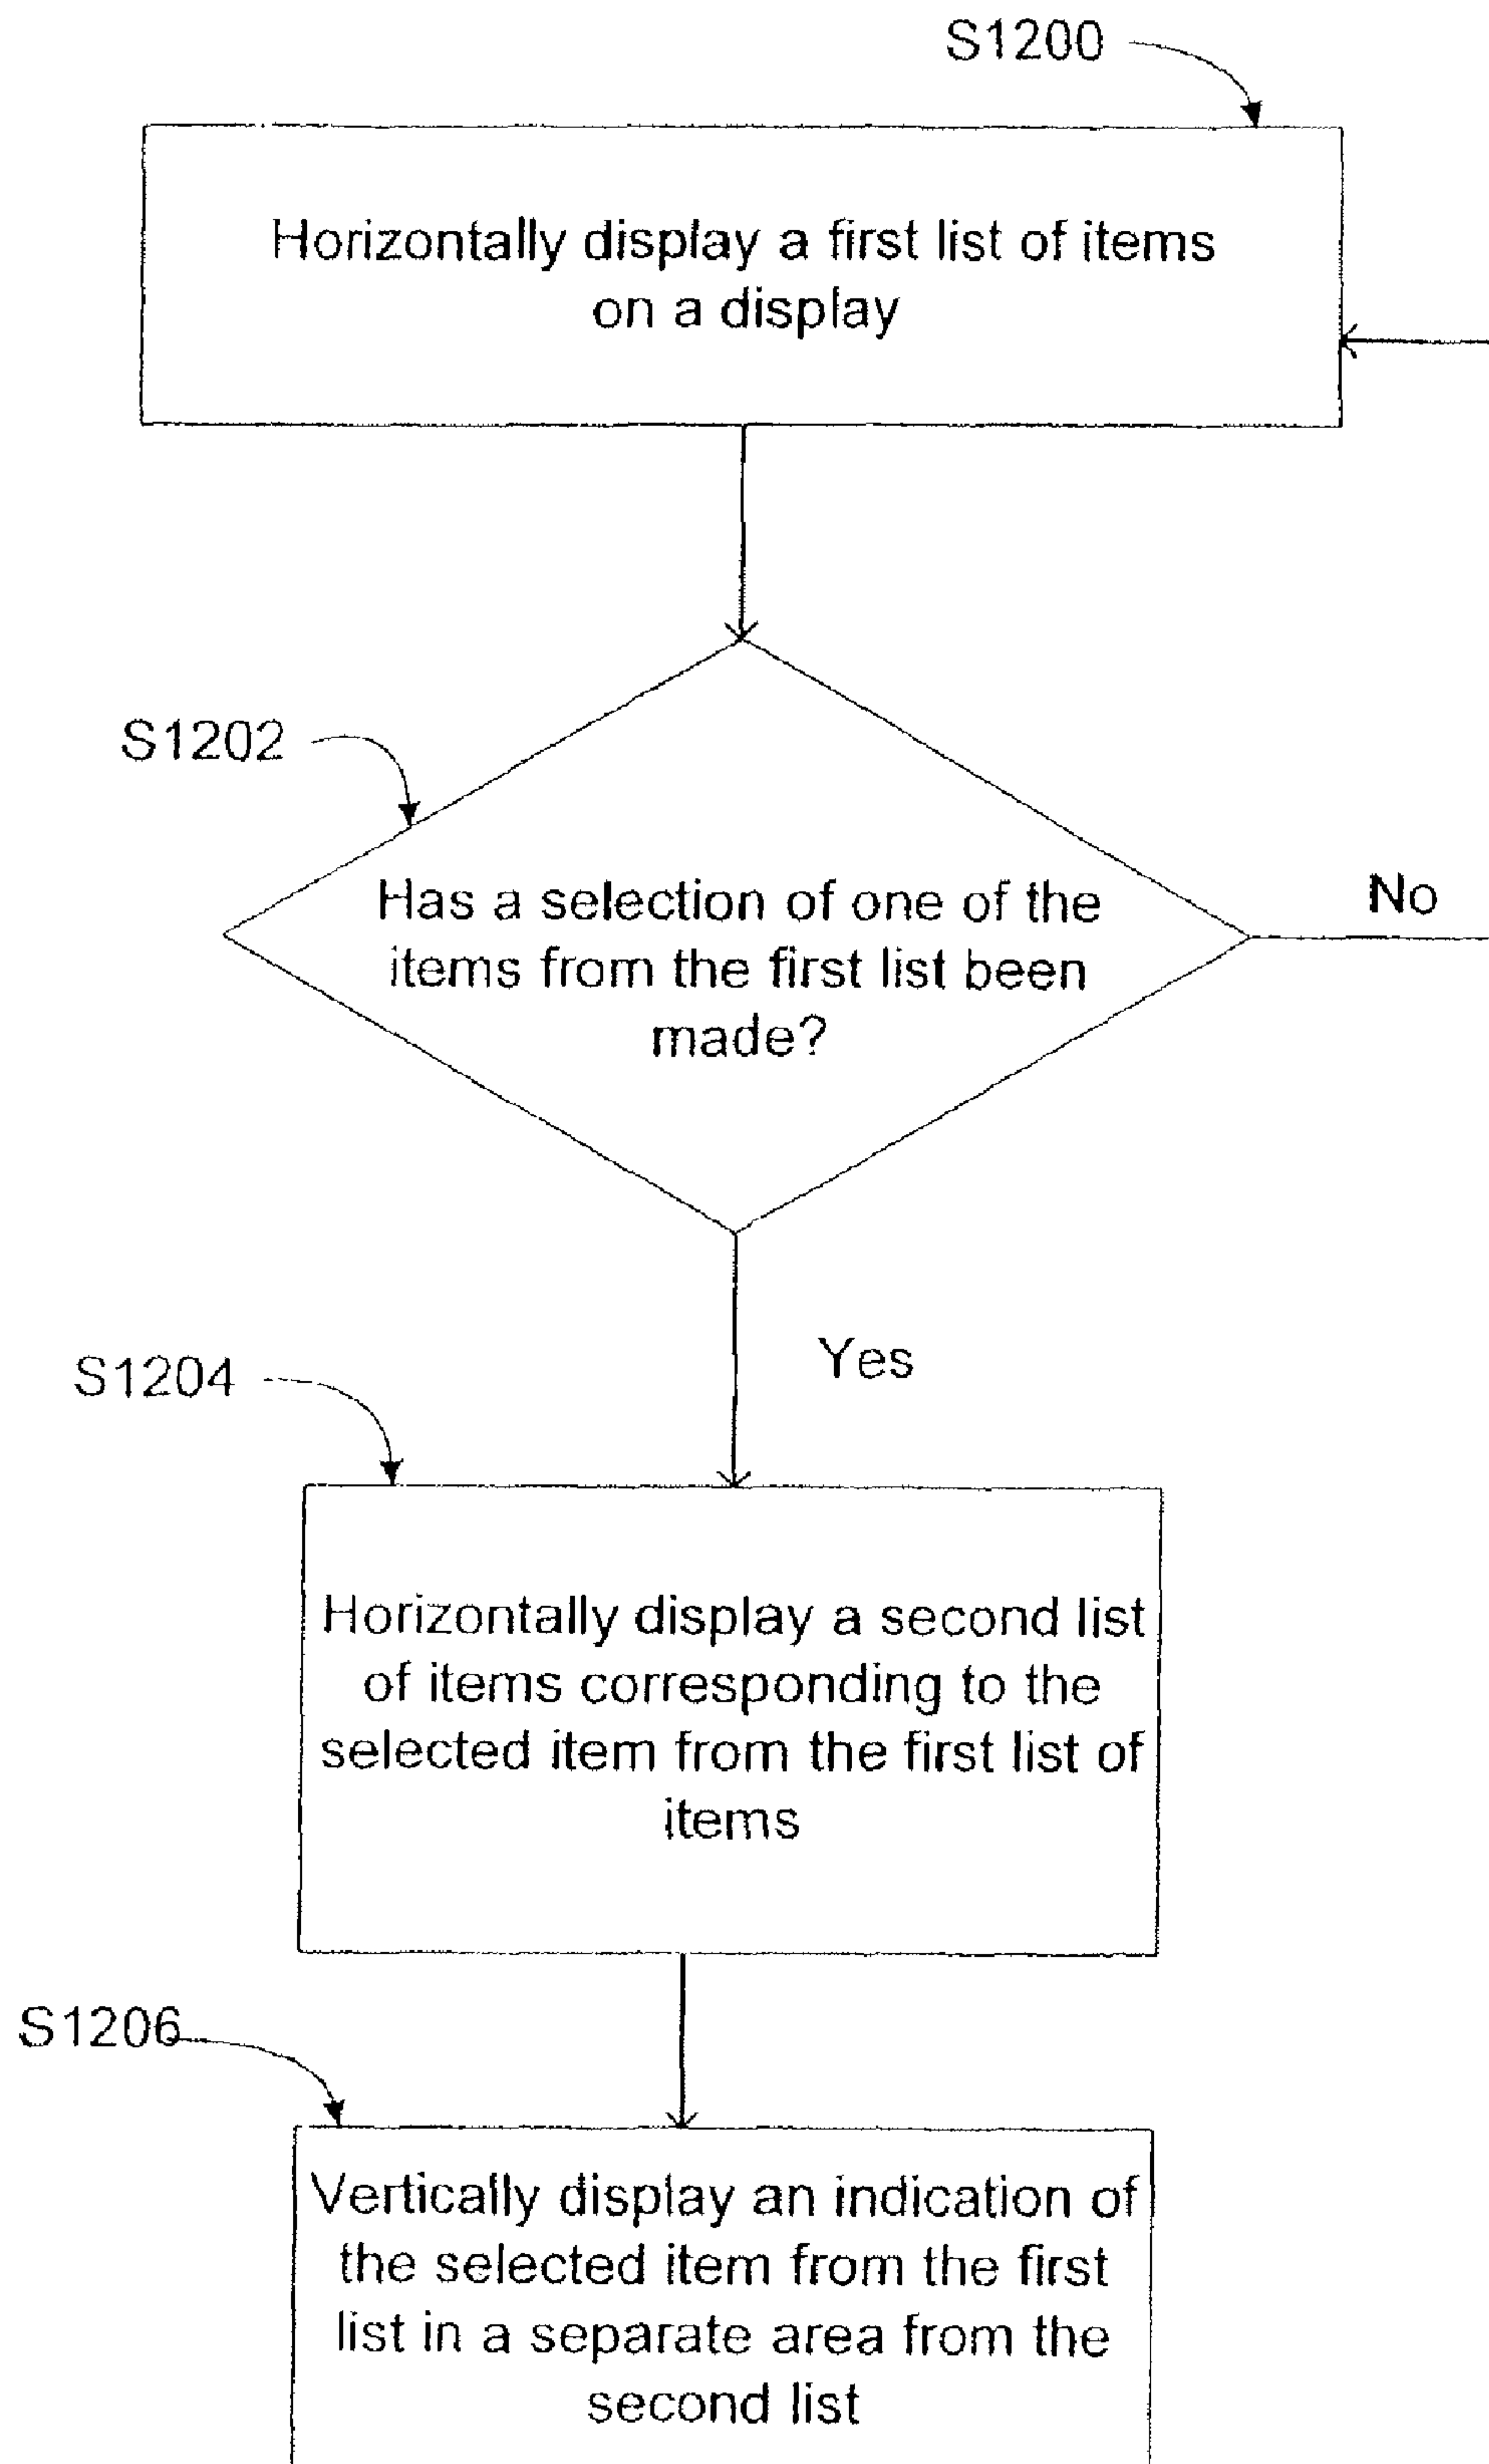 S1200
Horizontally display a first list of items
on a display
S1202
Has a selection of one of the
items from the first list been
made?
No
Yes
S1204
Horizontally display a second list
of items corresponding to the
selected item from the first list of
items
S1206
Vertically display an indication of
the selected item from the first
list in a separate area from the
second list